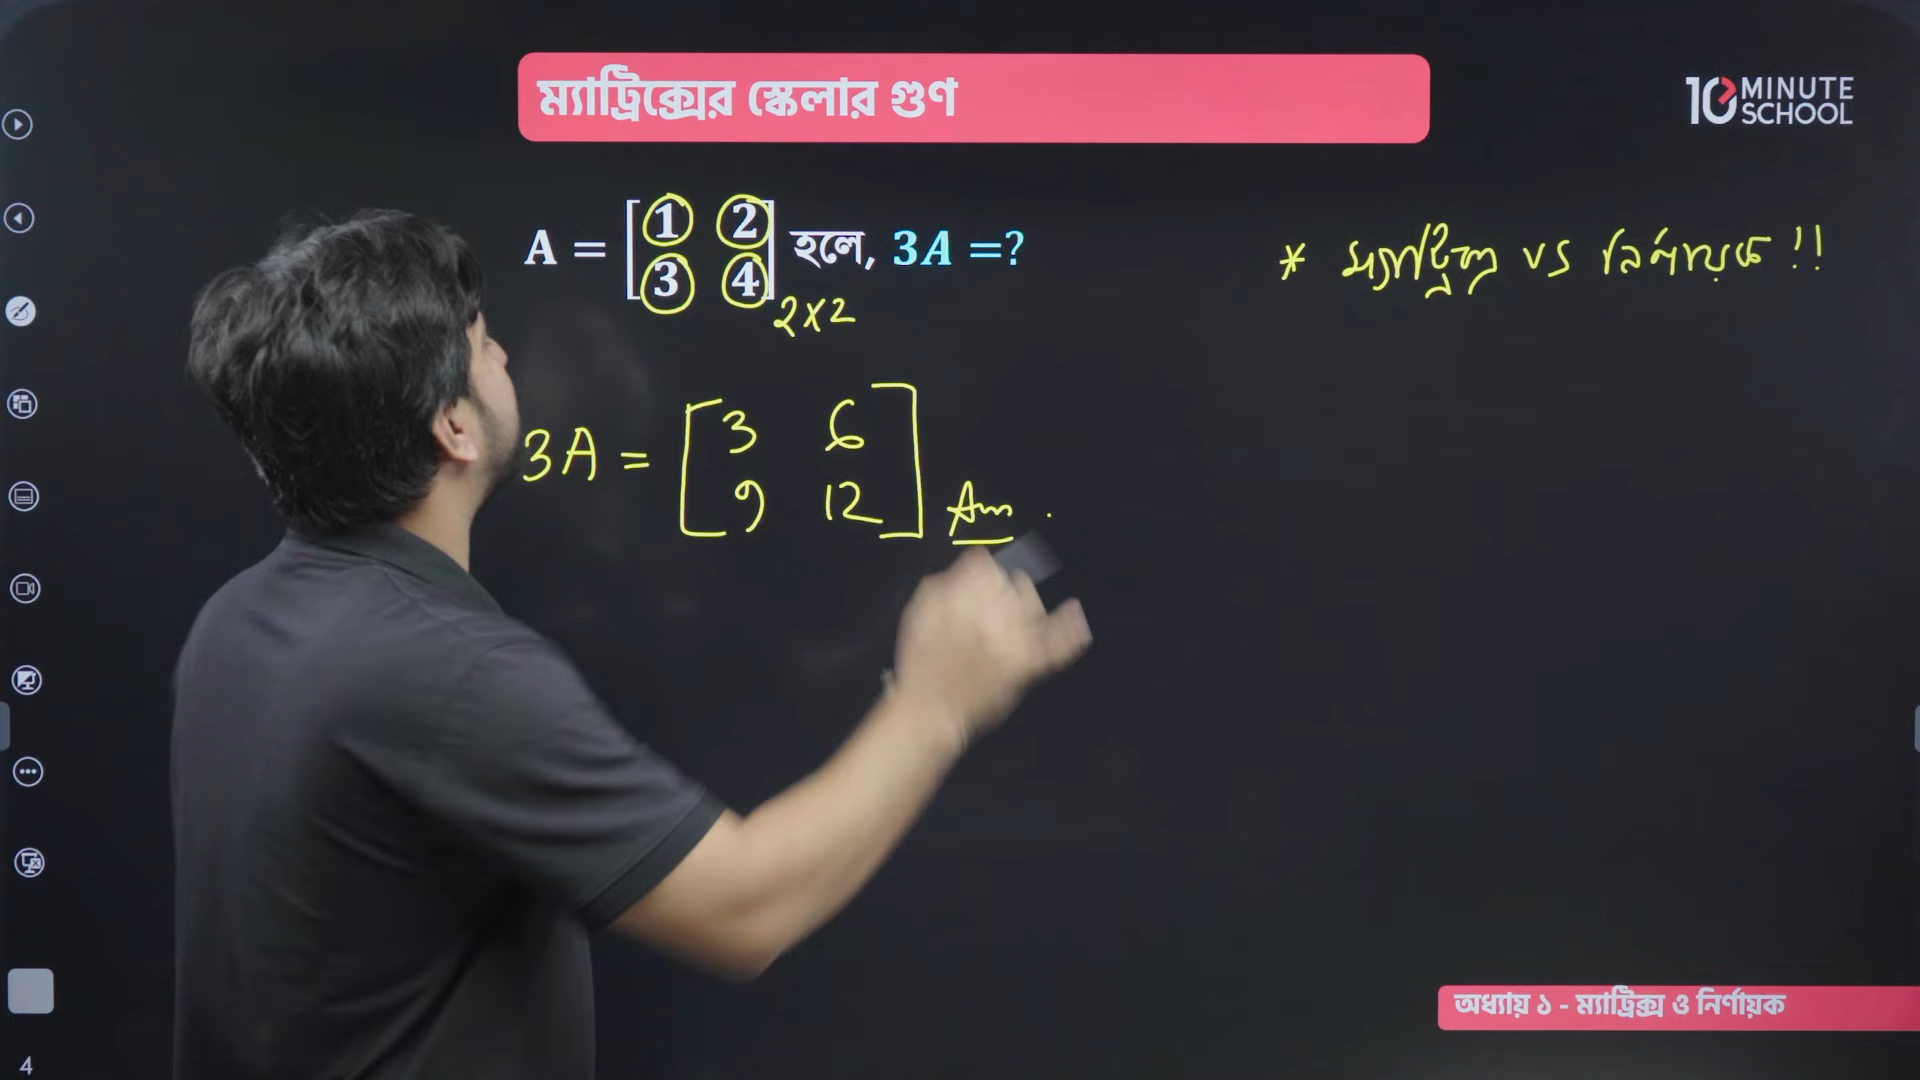 ম্যাট্রিক্সের স্কেলার গুণ
10 MINUTE SCHOOL
A = [1 2
3 4] হলে, 3A =?
2×2
* ম্যাট্রিক্স vs নির্ণায়ক !!
3A = [3 6
9 12] Ans.
অধ্যায় ১ - ম্যাট্রিক্স ও নির্ণায়ক
4